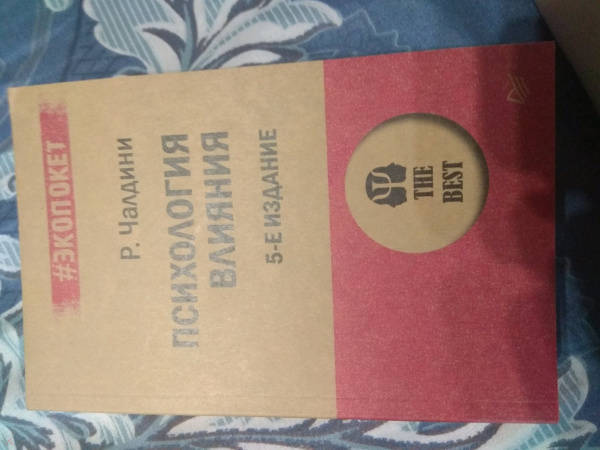 #ЭКОПОКЕТ
Р. Чалдини
ПСИХОЛОГИЯ
ВЛИЯНИЯ
5-Е ИЗДАНИЕ
THE
BEST